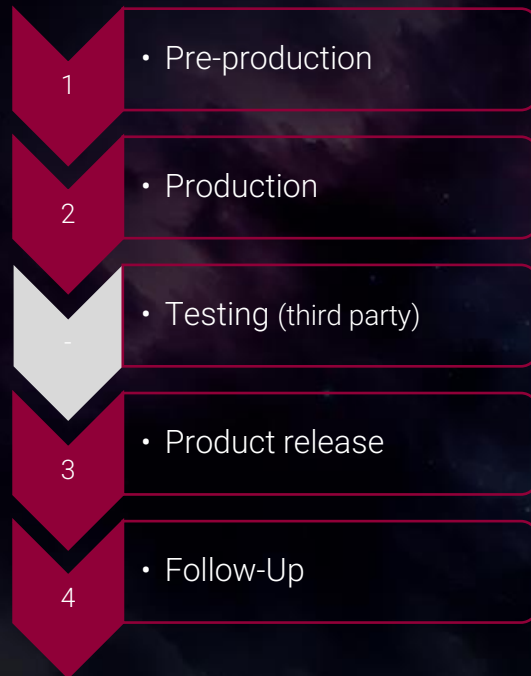 1
• Pre-production
2
• Production
-
• Testing (third party)
3
• Product release
4
• Follow-Up